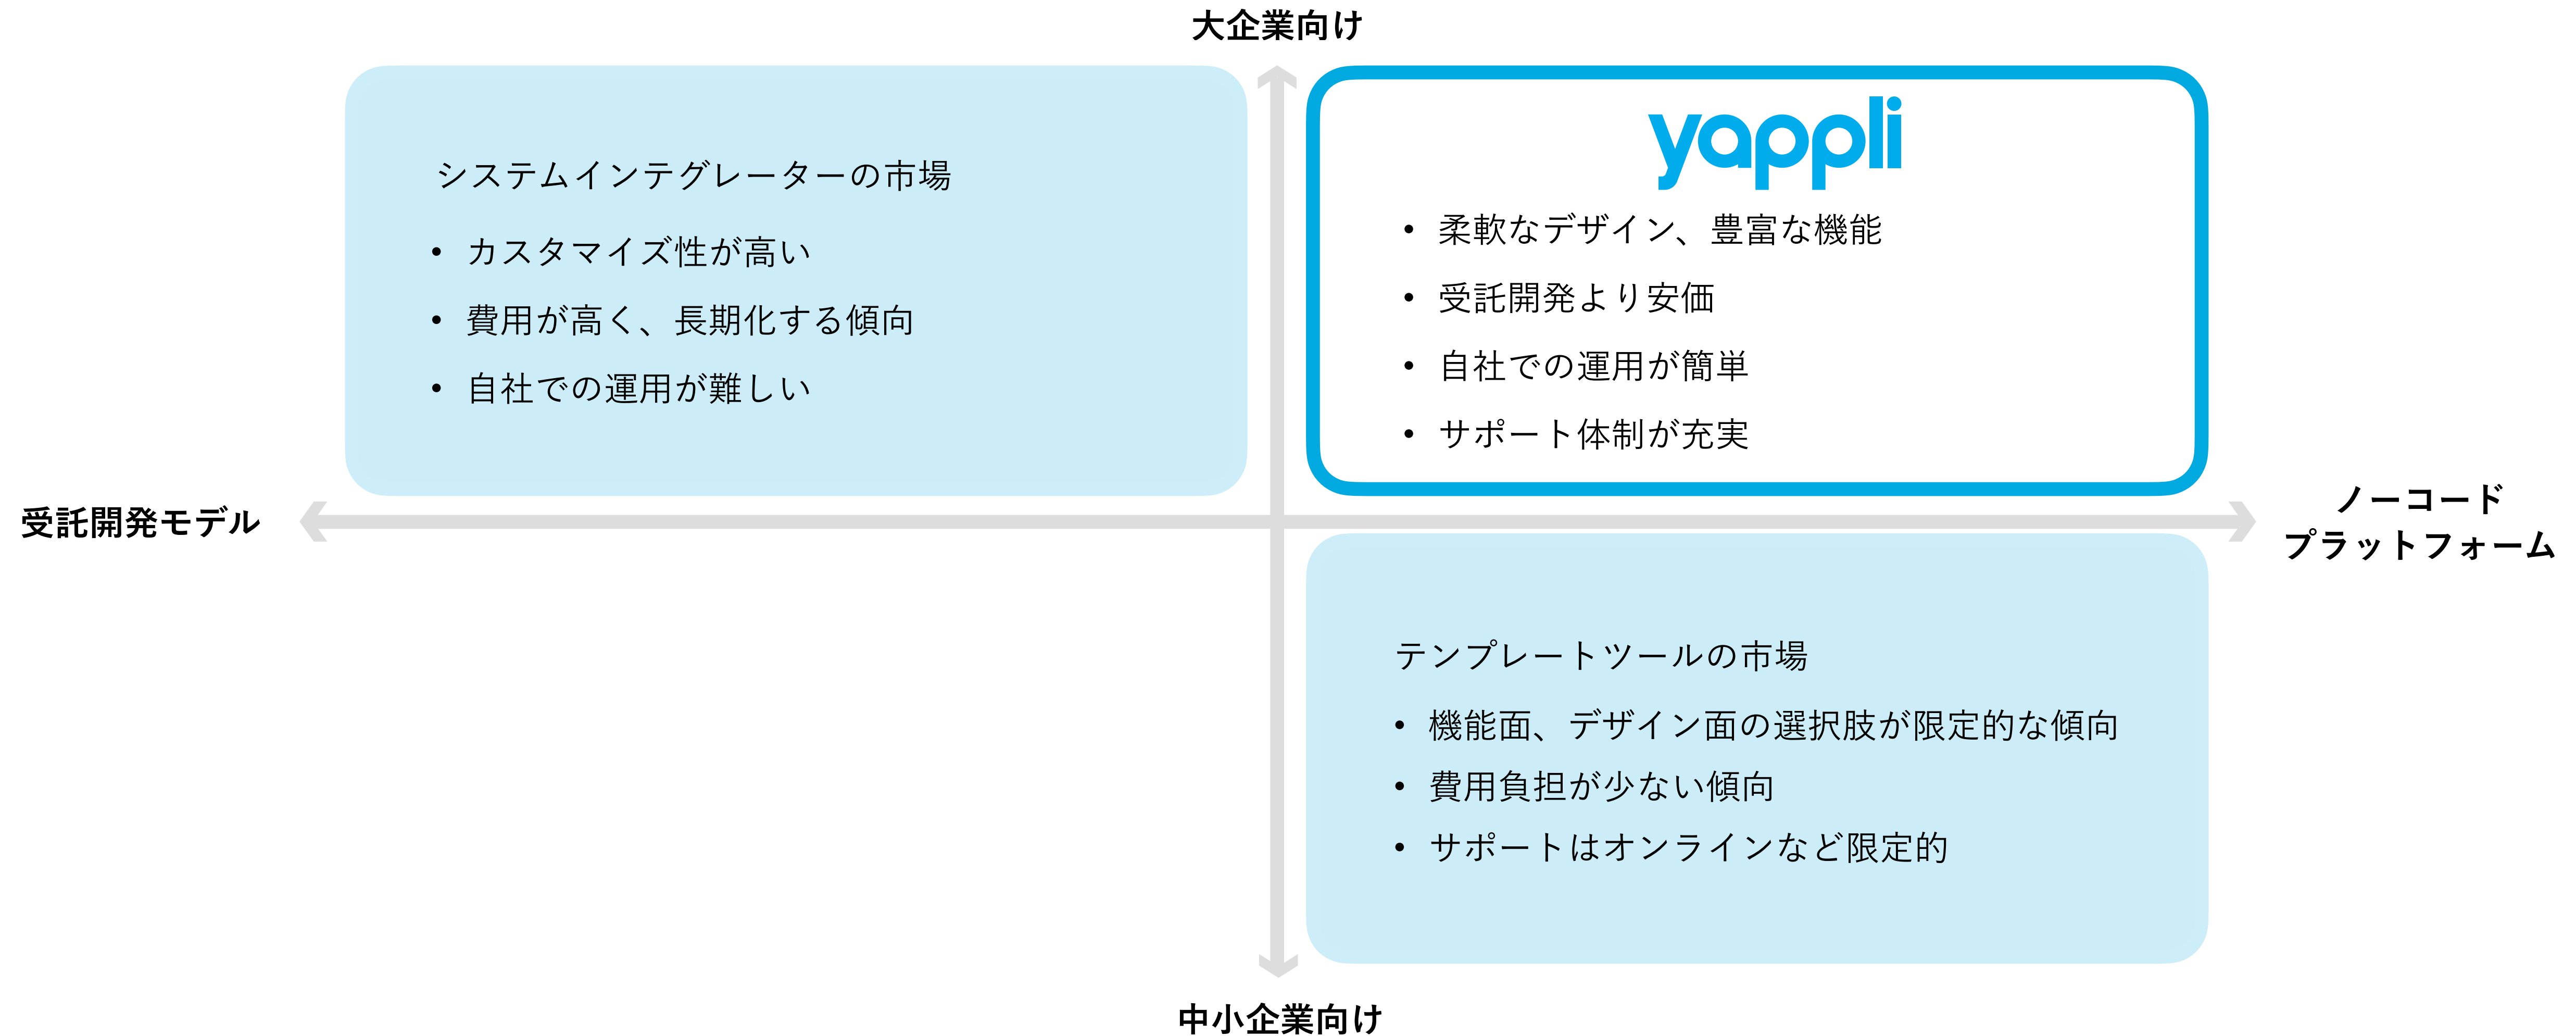 大企業向け
システムインテグレーターの市場
• カスタマイズ性が高い
• 費用が高く、長期化する傾向
• 自社での運用が難しい
yappli
• 柔軟なデザイン、豊富な機能
• 受託開発より安価
• 自社での運用が簡単
• サポート体制が充実
受託開発モデル
ノーコード
プラットフォーム
テンプレートツールの市場
• 機能面、デザイン面の選択肢が限定的な傾向
• 費用負担が少ない傾向
• サポートはオンラインなど限定的
中小企業向け